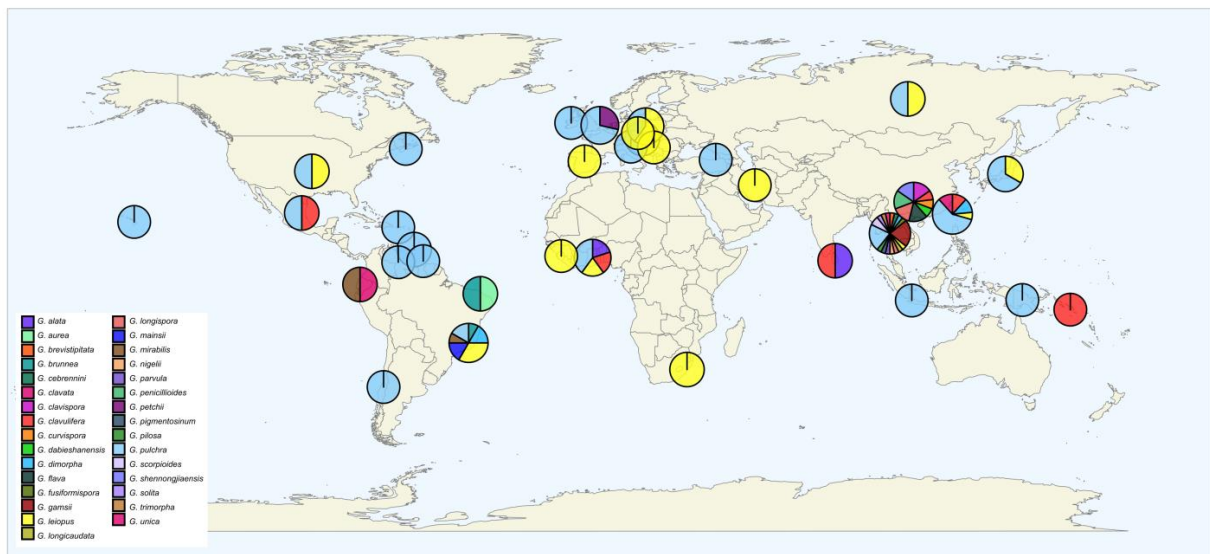 G. alata
G. aurea
G. brevistipitata
G. brunnea
G. cebrennini
G. clavata
G. clavispora
G. clavulifera
G. curvispora
G. dabieshanensis
G. dimorpha
G. flava
G. fusiformispora
G. gamsii
G. leiopus
G. longicaudata
G. longispora
G. mainsii
G. mirabilis
G. nigelii
G. parvula
G. penicillioides
G. petchii
G. pigmentosinum
G. pilosa
G. pulchra
G. scorpioides
G. shennongjiaensis
G. solita
G. trimorpha
G. unica